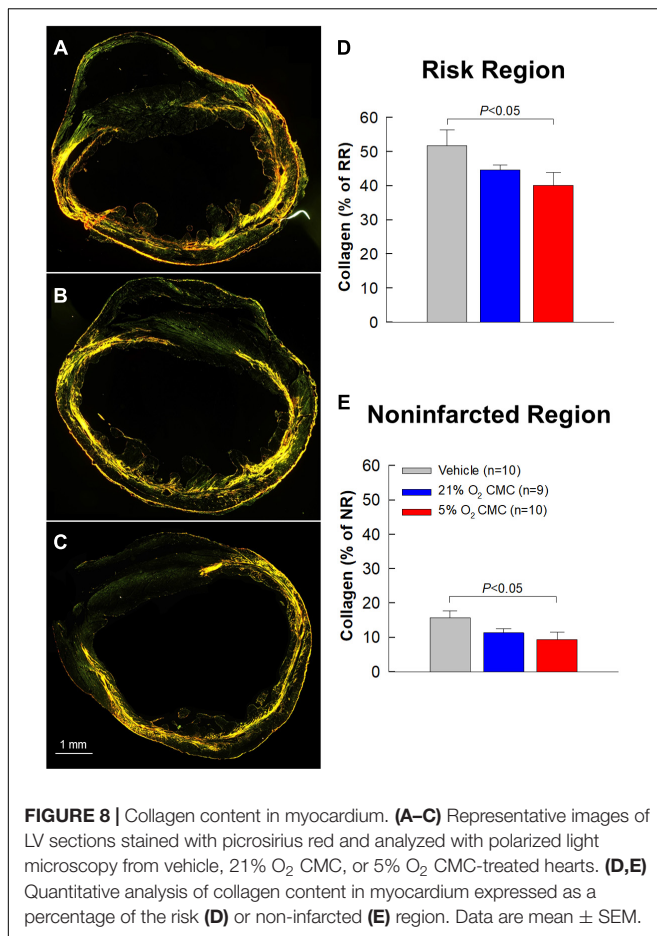 A
B
C
1 mm
D
Risk Region
P<0.05
Collagen (% of RR)
60
50
40
30
20
10
0
E
Noninfarcted Region
Vehicle (n=10)
21% O₂ CMC (n=9)
5% O₂ CMC (n=10)
P<0.05
Collagen (% of NR)
60
50
40
30
20
10
0
FIGURE 8 | Collagen content in myocardium. (A–C) Representative images of
LV sections stained with picrosirius red and analyzed with polarized light
microscopy from vehicle, 21% O₂ CMC, or 5% O₂ CMC-treated hearts. (D,E)
Quantitative analysis of collagen content in myocardium expressed as a
percentage of the risk (D) or non-infarcted (E) region. Data are mean ± SEM.